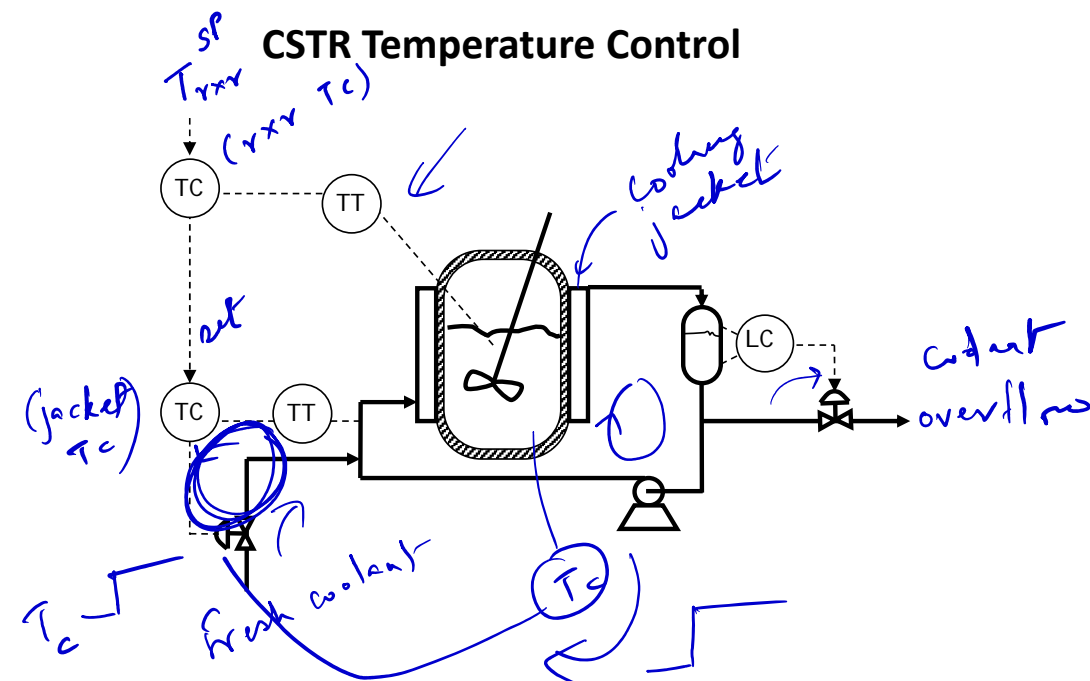 CSTR Temperature Control
SP
Trxr
(rxr TC)
TC
TT
cooling
jacket
set
LC
(jacket
TC)
TC
TT
coolant
overflow
Tc
fresh coolant
Tc